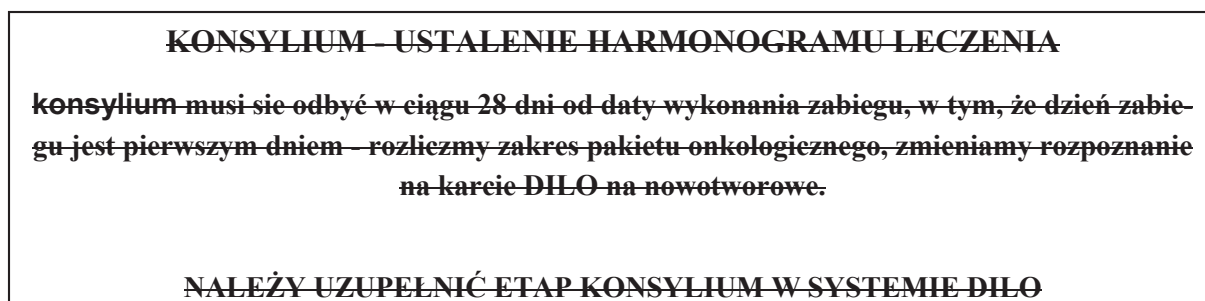 KONSYLIUM - USTALENIE HARMONOGRAMU LECZENIA
konsylium musi sie odbyć w ciągu 28 dni od daty wykonania zabiegu, w tym, że dzień zabie-
gu jest pierwszym dniem - rozliczmy zakres pakietu onkologicznego, zmieniamy rozpoznanie
na karcie DILO na nowotworowe.
NALEŻY UZUPEŁNIĆ ETAP KONSYLIUM W SYSTEMIE DILO